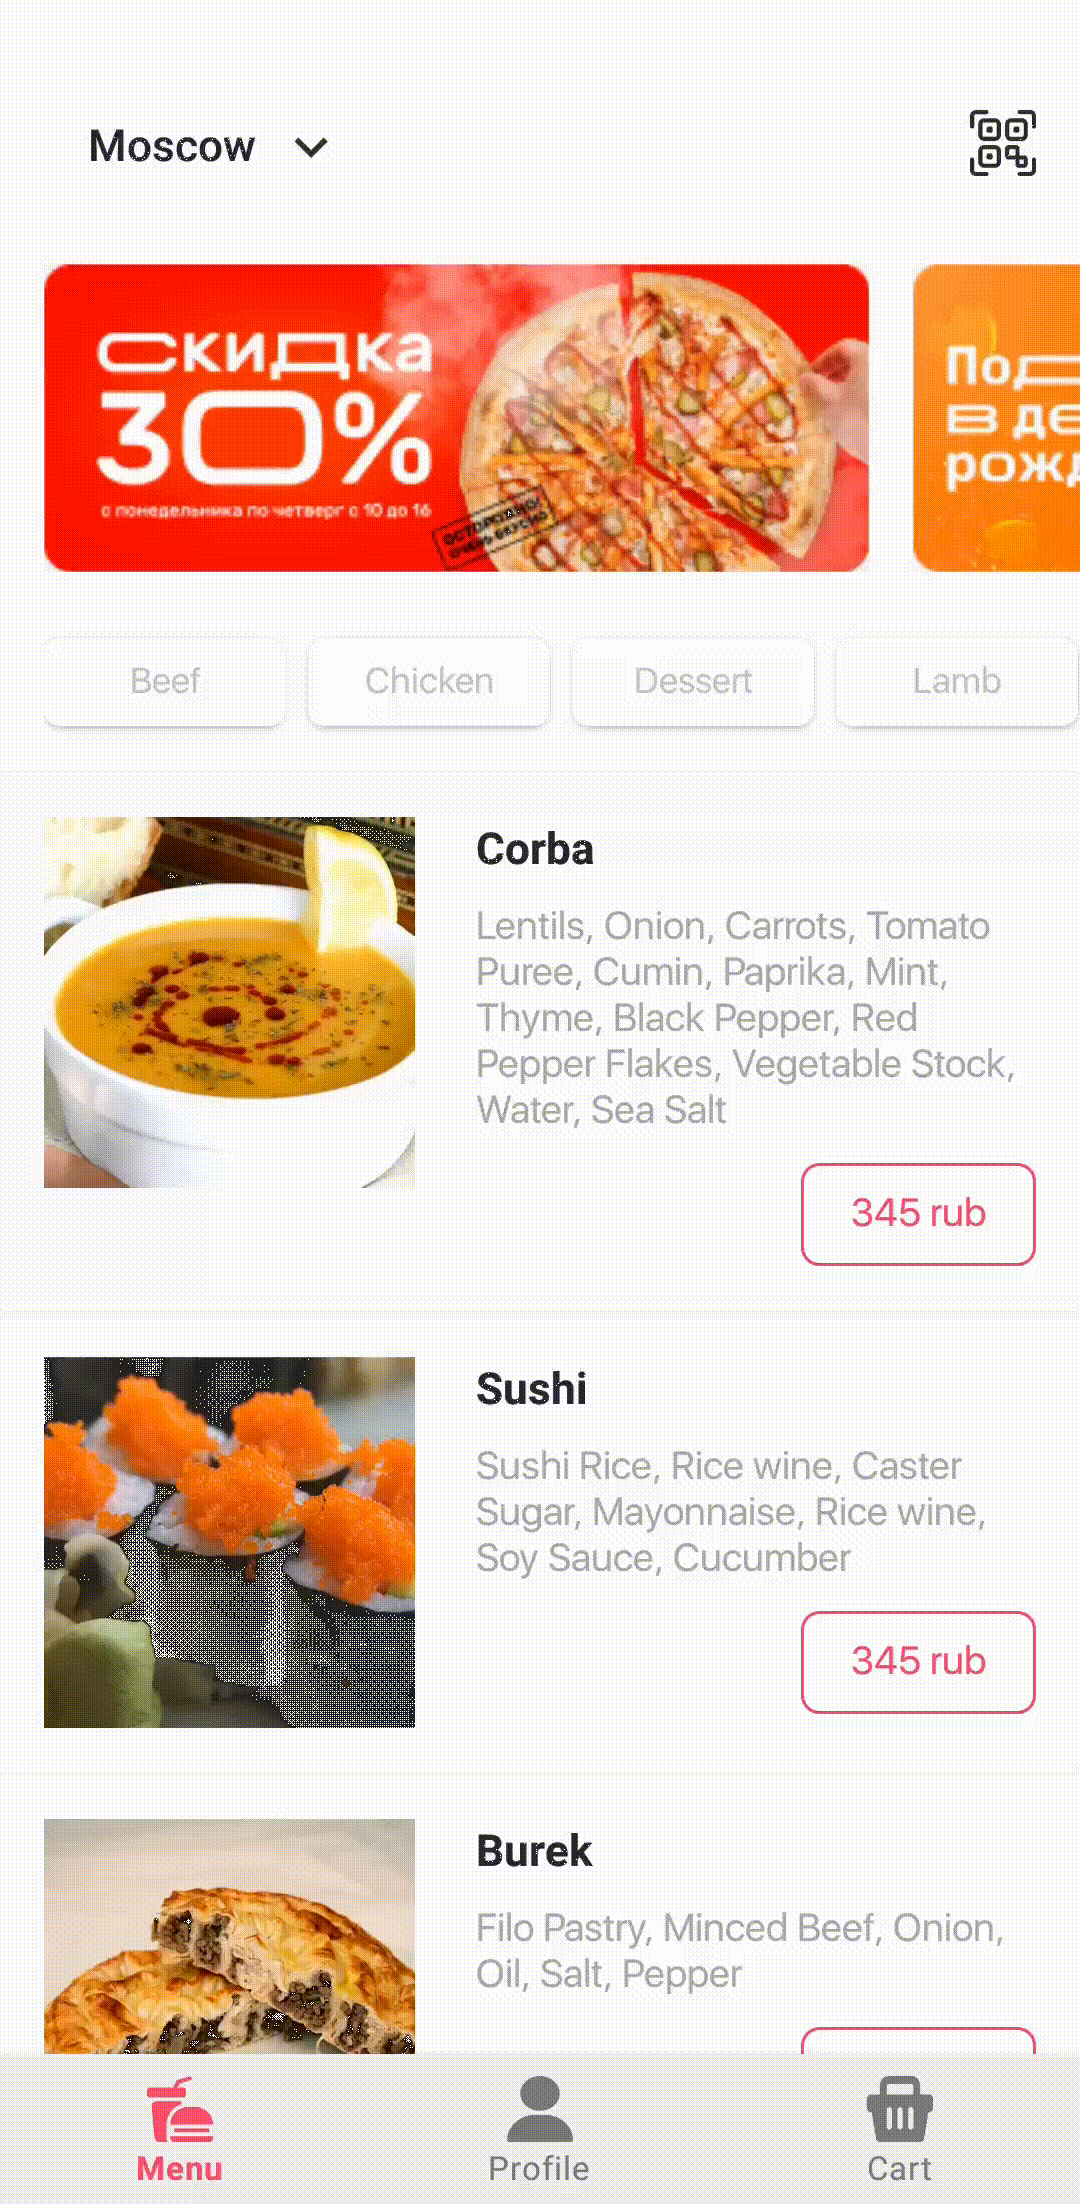 Moscow
скидка
30%
с понедельника по четверг с 10 до 16
ОСТОРОЖНО!
ОЧЕНЬ ВКУСНО
Под
в де
рожд
Beef
Chicken
Dessert
Lamb
Corba
Lentils, Onion, Carrots, Tomato
Puree, Cumin, Paprika, Mint,
Thyme, Black Pepper, Red
Pepper Flakes, Vegetable Stock,
Water, Sea Salt
345 rub
Sushi
Sushi Rice, Rice wine, Caster
Sugar, Mayonnaise, Rice wine,
Soy Sauce, Cucumber
345 rub
Burek
Filo Pastry, Minced Beef, Onion,
Oil, Salt, Pepper
Menu
Profile
Cart